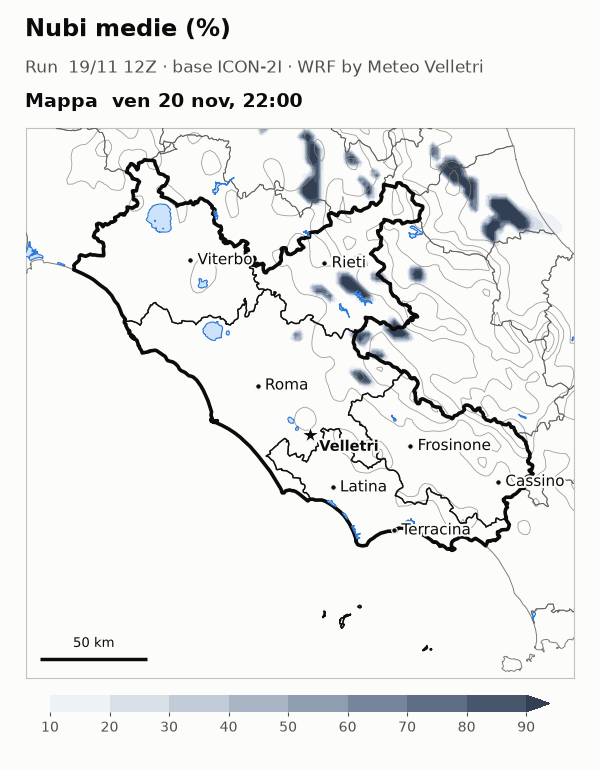 Nubi medie (%)
Run 19/11 12Z · base ICON-2I · WRF by Meteo Velletri
Mappa ven 20 nov, 22:00
Viterbo
Rieti
Roma
Velletri
Frosinone
Latina
Cassino
Terracina
50 km
10 20 30 40 50 60 70 80 90